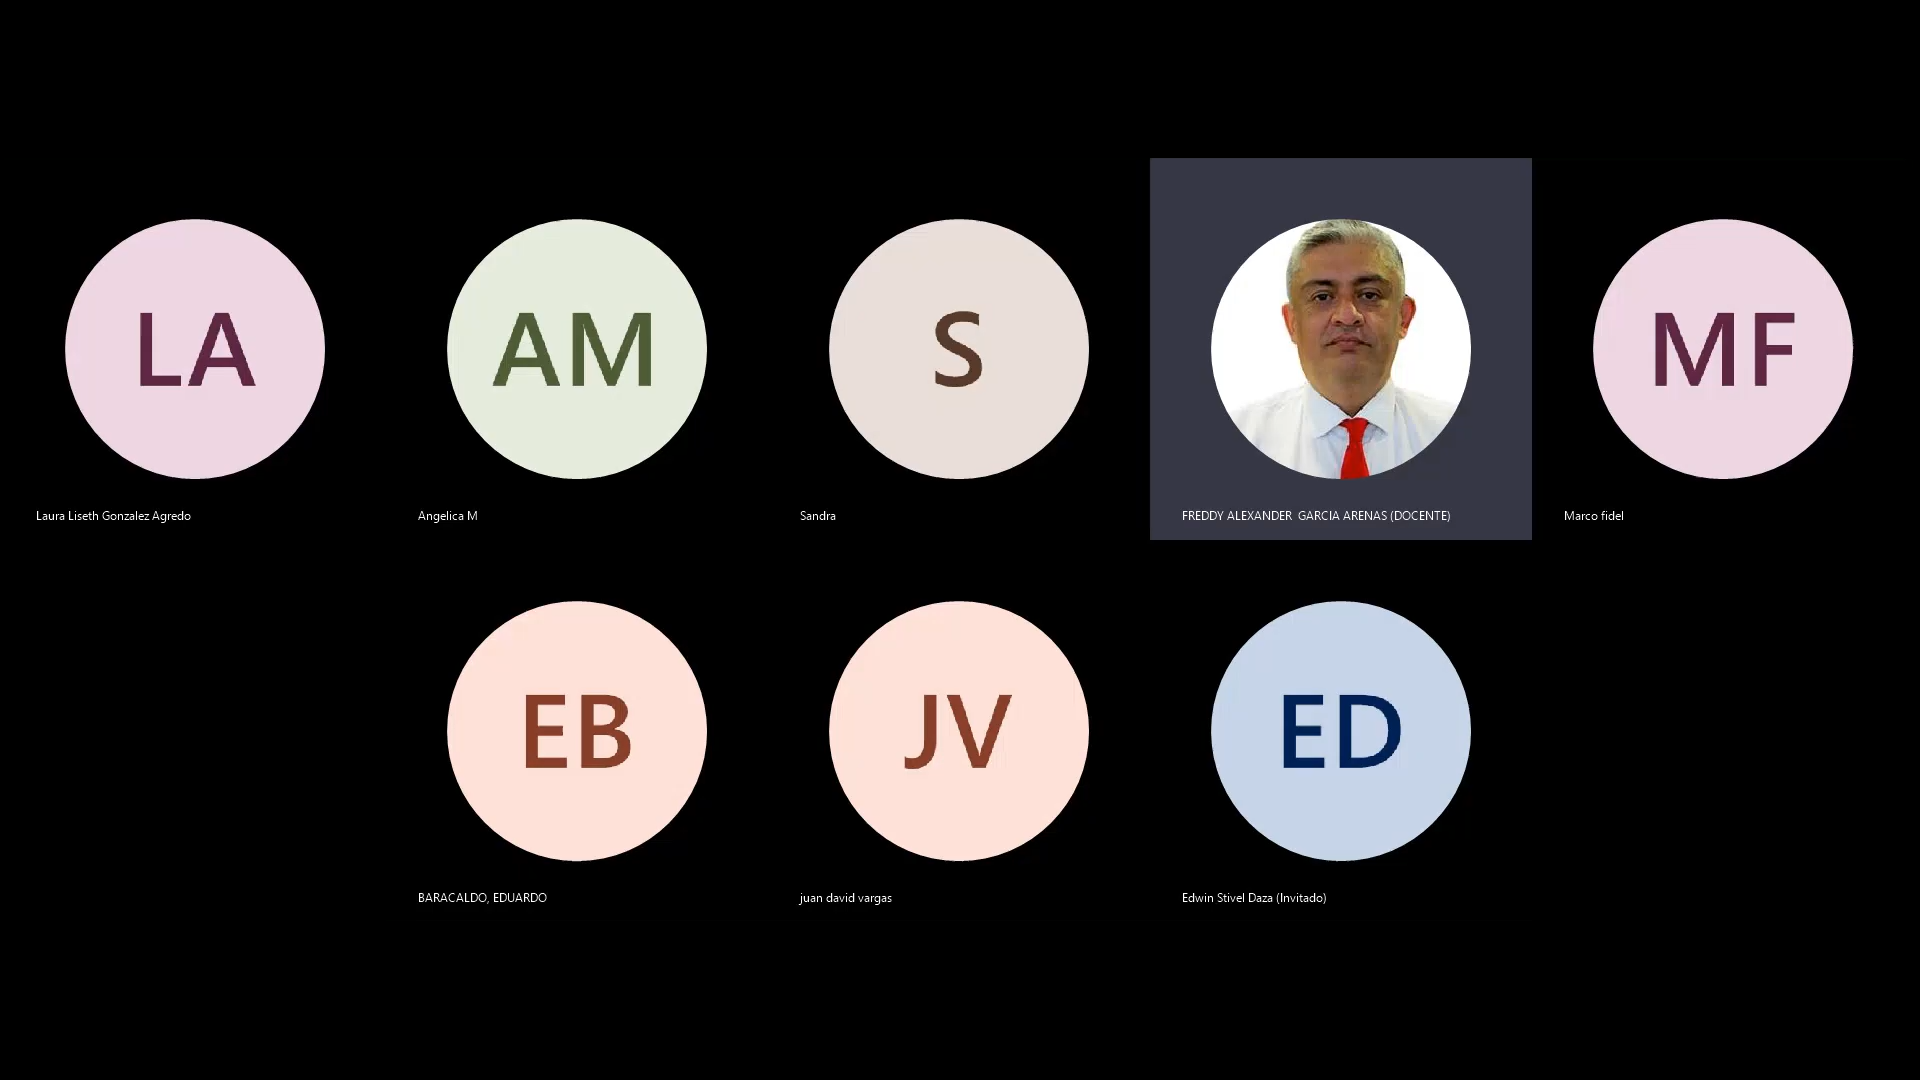 LA
AM
S
MF
Laura Liseth Gonzalez Agredo
Angelica M
Sandra
FREDDY ALEXANDER  GARCIA ARENAS (DOCENTE)
Marco fidel
EB
JV
ED
BARACALDO, EDUARDO
juan david vargas
Edwin Stivel Daza (Invitado)